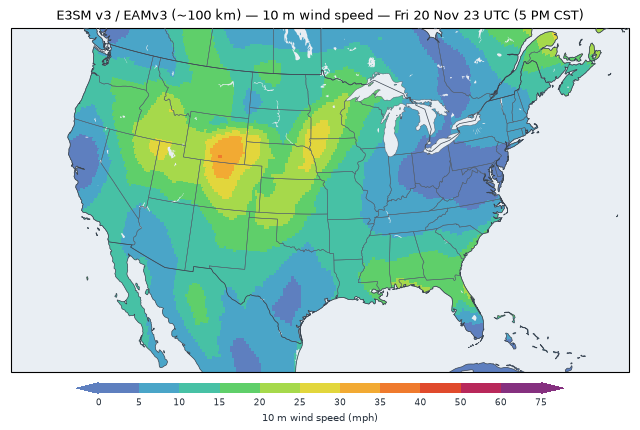 E3SM v3 / EAMv3 (~100 km) — 10 m wind speed — Fri 20 Nov 23 UTC (5 PM CST)
0 5 10 15 20 25 30 35 40 50 60 75
10 m wind speed (mph)